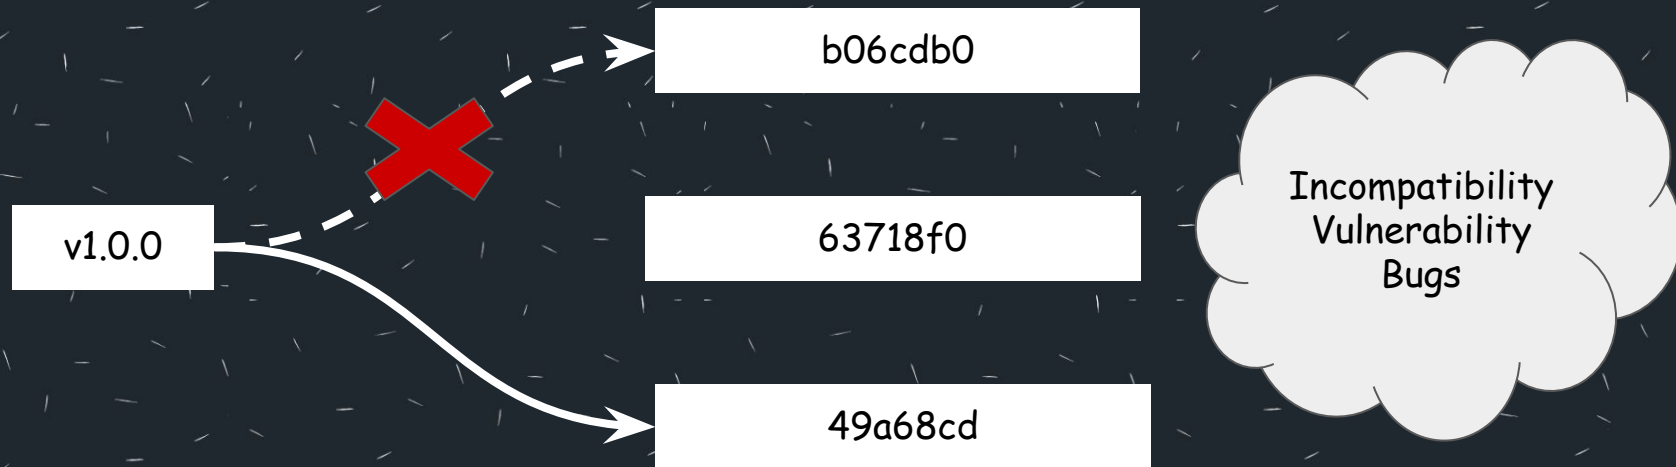 b06cdb0
v1.0.0
63718f0
49a68cd
Incompatibility
Vulnerability
Bugs